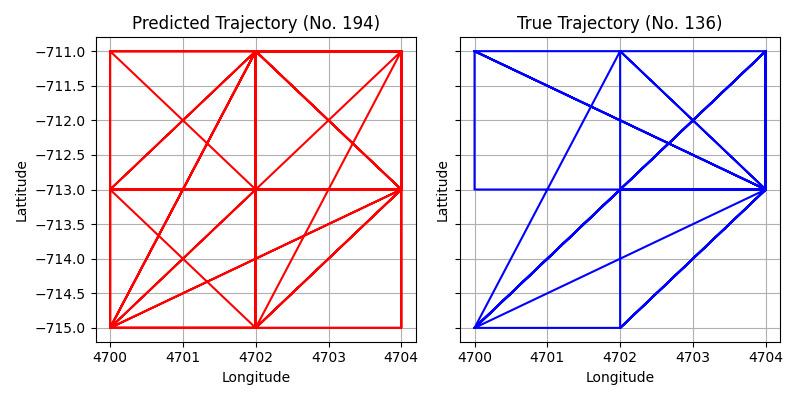 Predicted Trajectory (No. 194)
True Trajectory (No. 136)
−711.0
−711.5
−712.0
−712.5
−713.0
−713.5
−714.0
−714.5
−715.0
Lattitude
Lattitude
4700 4701 4702 4703 4704
4700 4701 4702 4703 4704
Longitude
Longitude